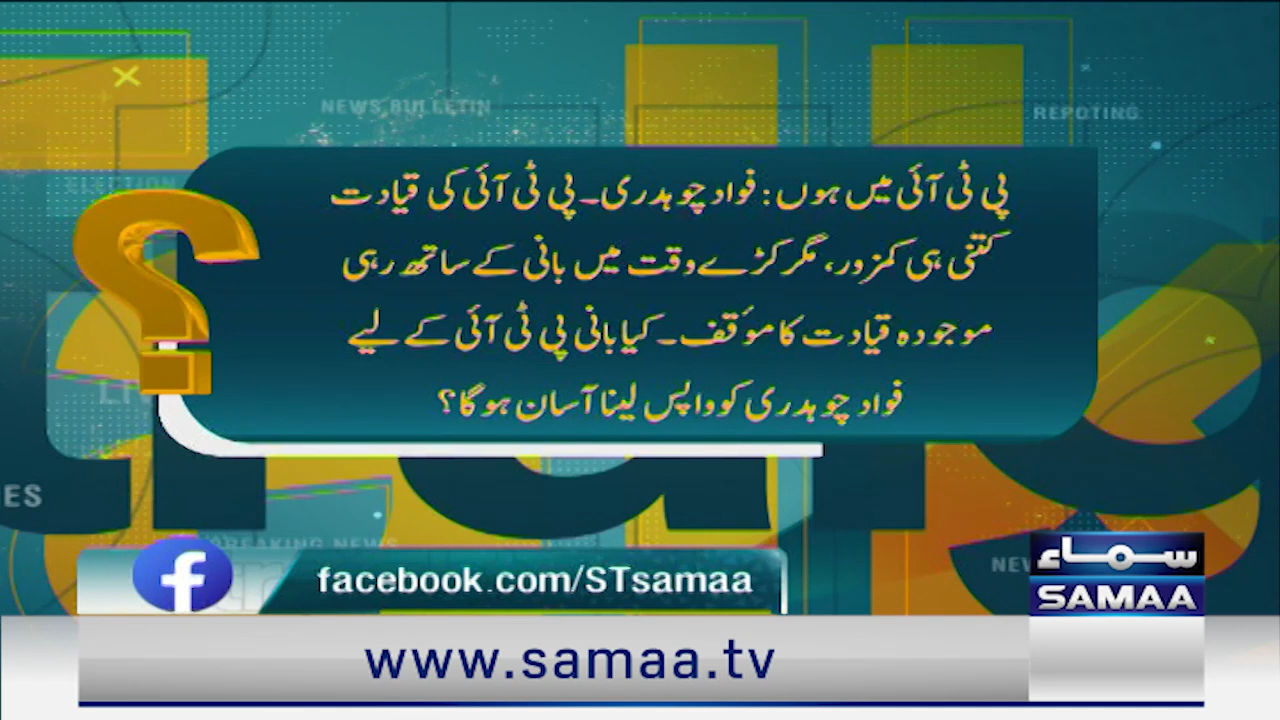 NEWS BULLETIN
REPOTING
ELECTION
پی ٹی آئی میں ہوں: فواد چوہدری۔ پی ٹی آئی کی قیادت
کتنی ہی کمزور، مگر کڑے وقت میں بانی کے ساتھ رہی
موجودہ قیادت کا مؤقف۔ کیا بانی پی ٹی آئی کے لیے
فواد چوہدری کو واپس لینا آسان ہوگا؟
؟
ES
BREAKING NEWS
facebook.com/STsamaa
سماء
SAMAA
www.samaa.tv